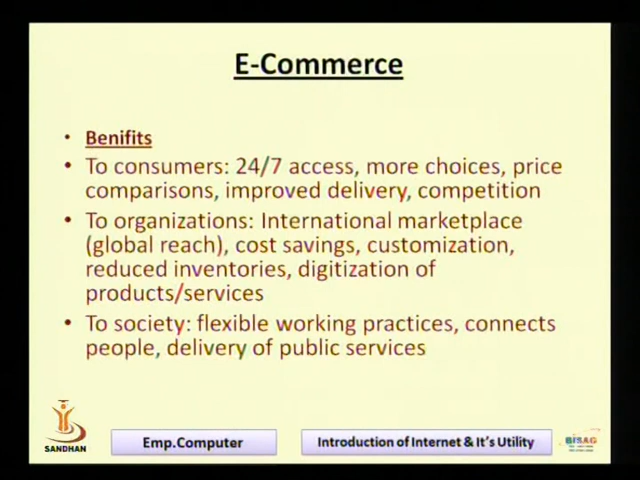 E-Commerce
• Benifits
• To consumers: 24/7 access, more choices, price
comparisons, improved delivery, competition
• To organizations: International marketplace
(global reach), cost savings, customization,
reduced inventories, digitization of
products/services
• To society: flexible working practices, connects
people, delivery of public services
SANDHAN
Emp.Computer
Introduction of Internet & It's Utility
BISAG